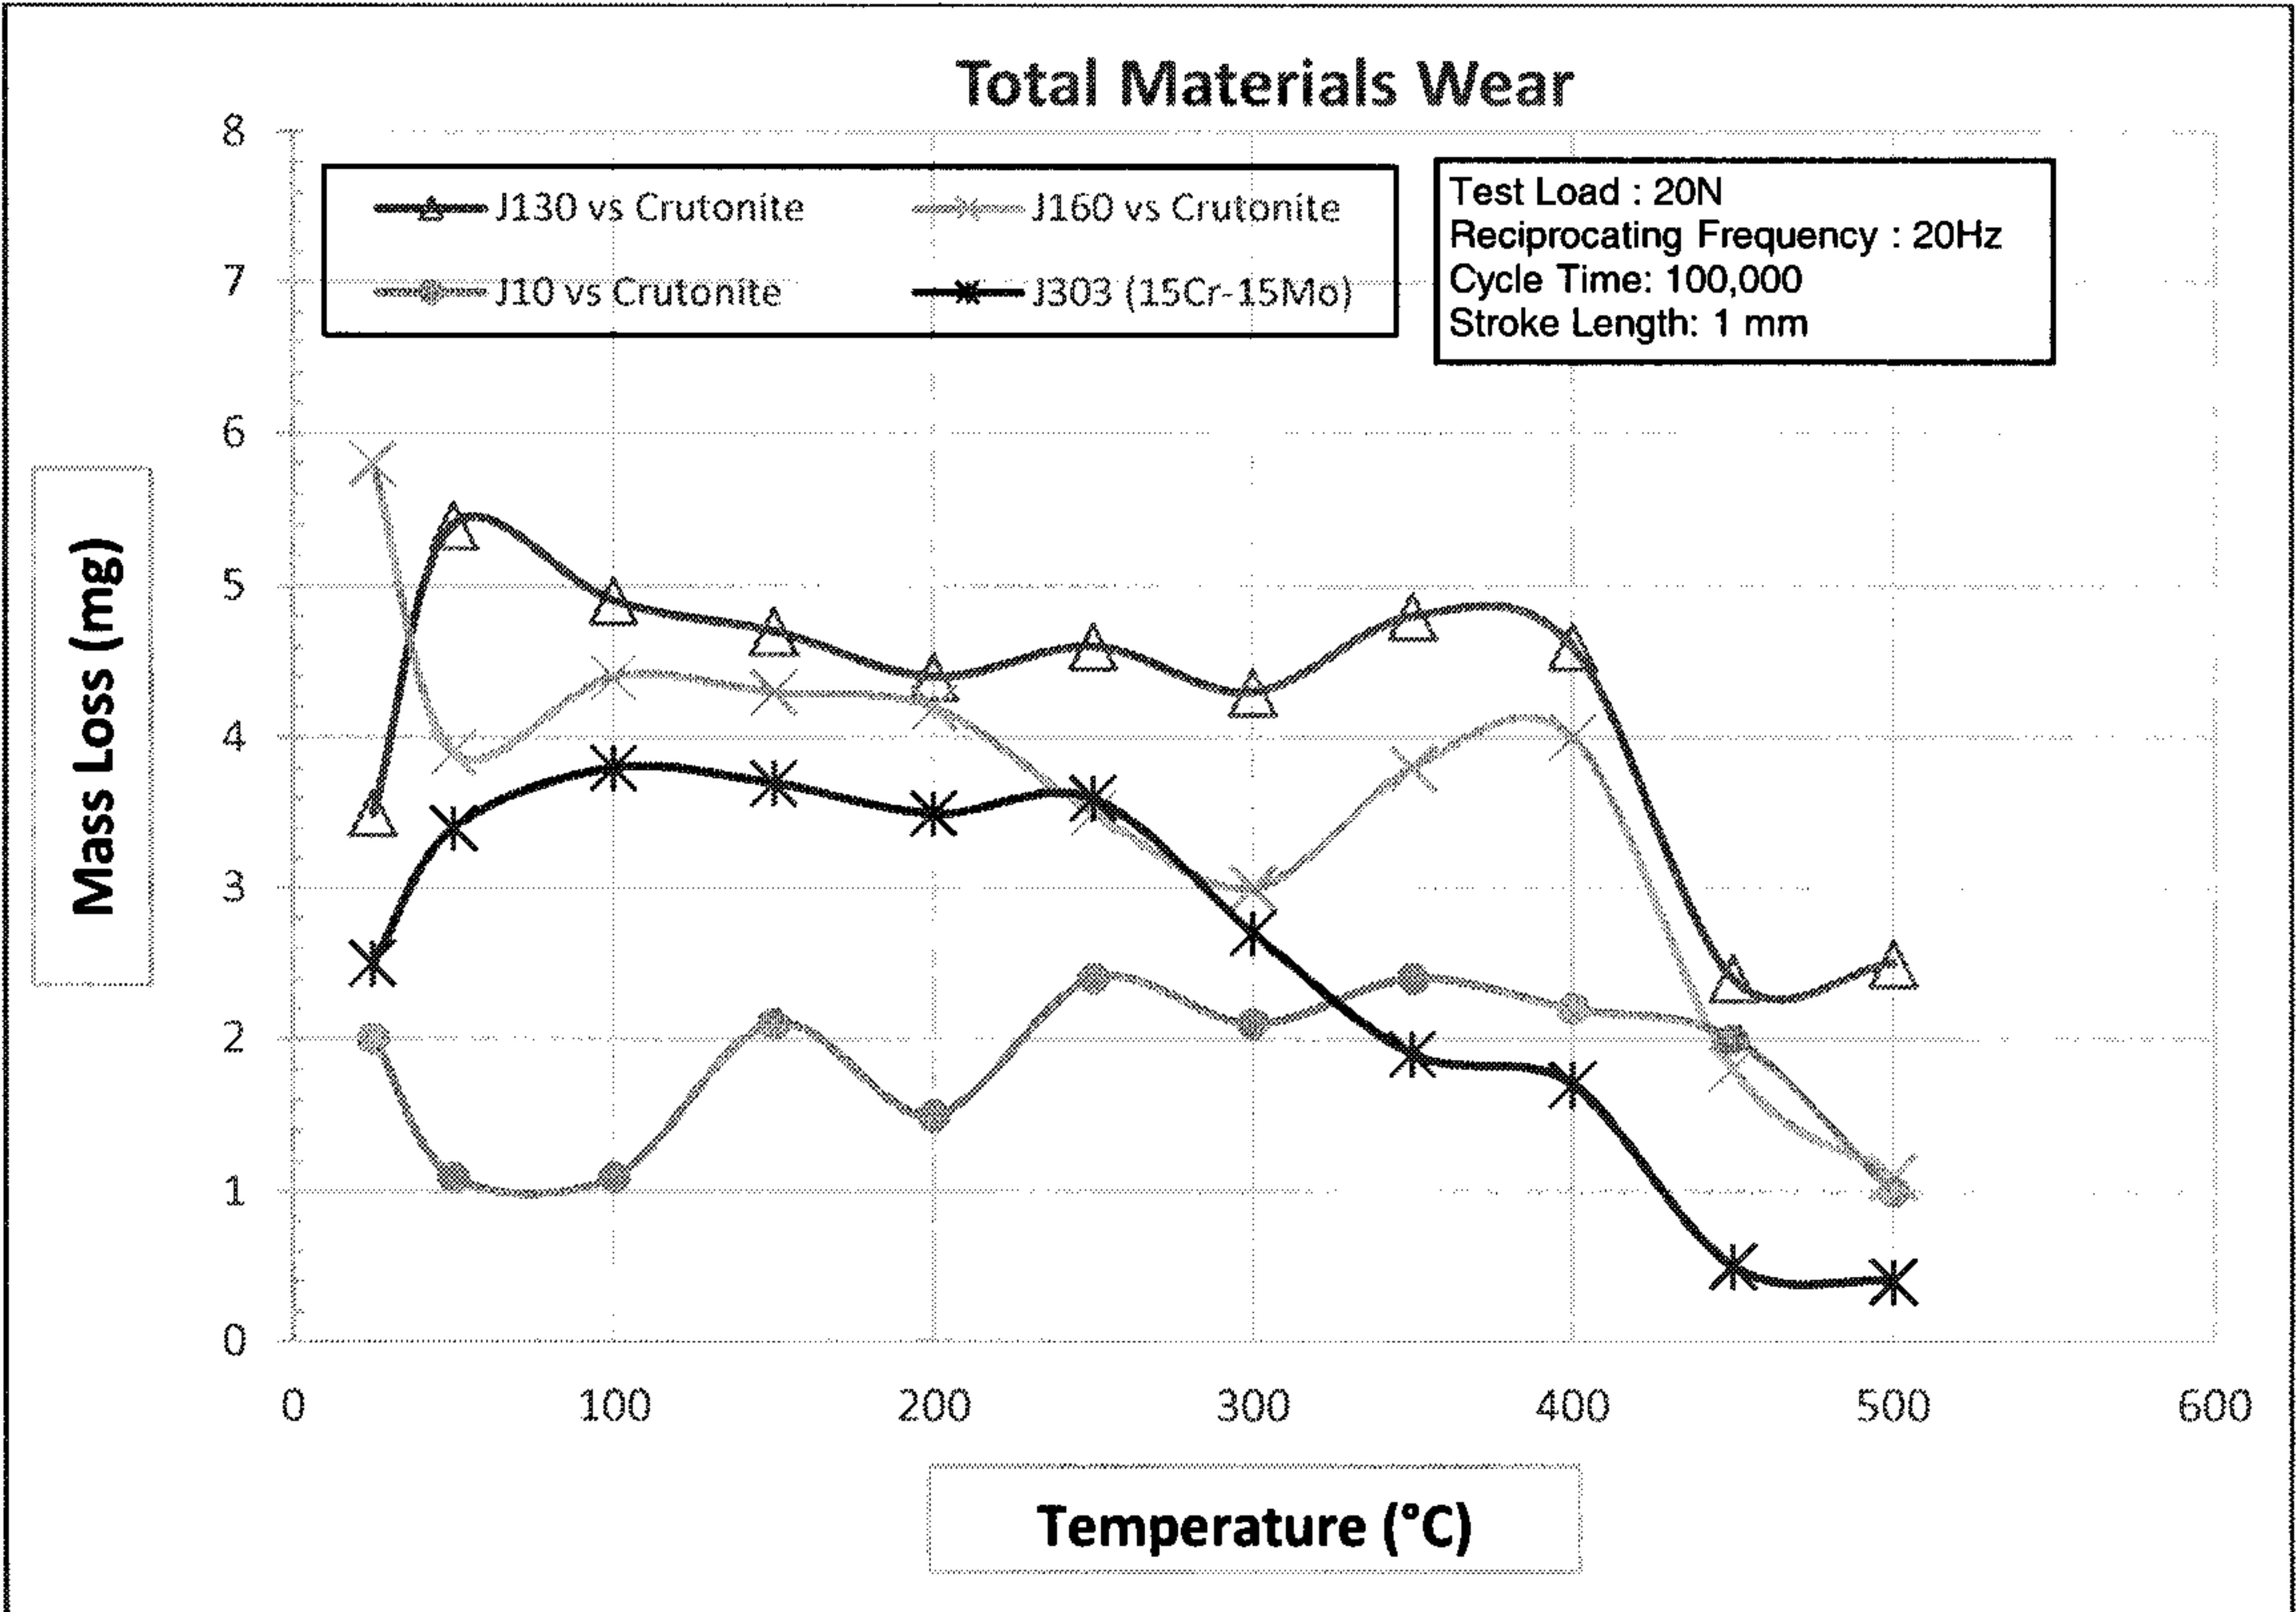 Total Materials Wear
J130 vs Crutonite
J160 vs Crutonite
J10 vs Crutonite
J303 (15Cr-15Mo)
Test Load : 20N
Reciprocating Frequency : 20Hz
Cycle Time: 100,000
Stroke Length: 1 mm
8
7
6
5
4
3
2
1
0
Mass Loss (mg)
0 100 200 300 400 500 600
Temperature (°C)